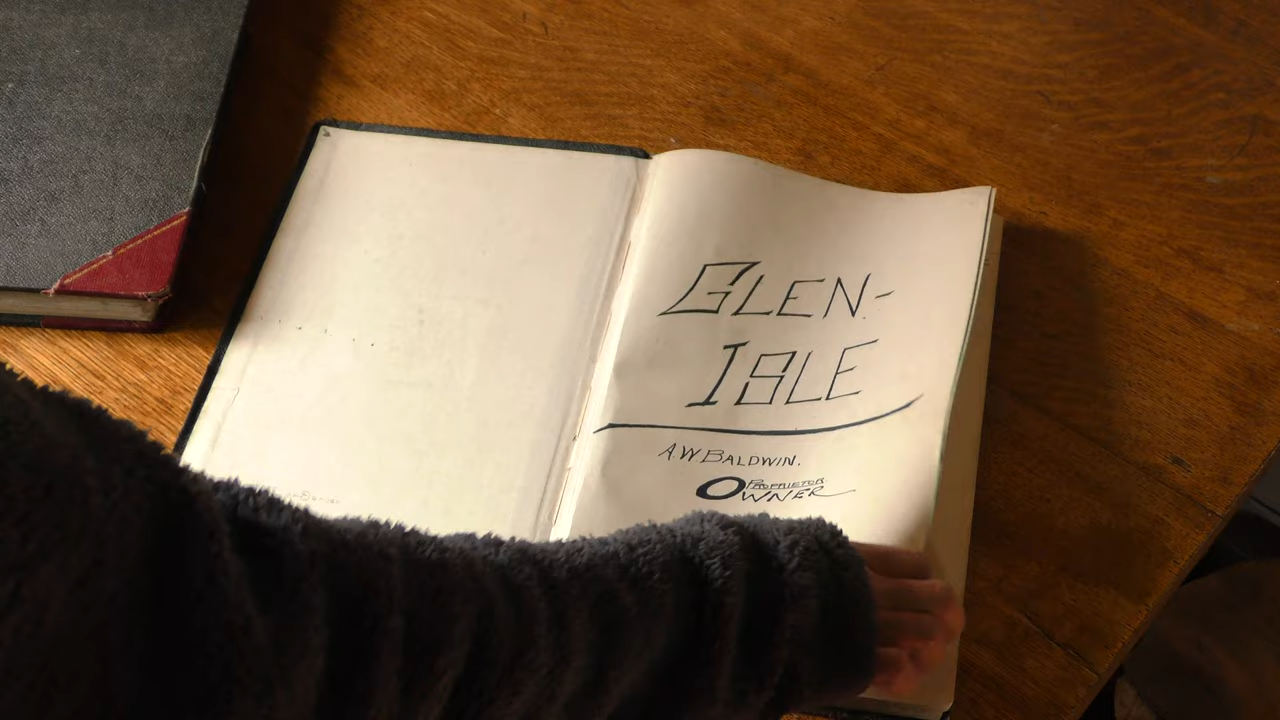 GLEN-
ISLE
A.W. BALDWIN.
PROPRIETOR
OWNER